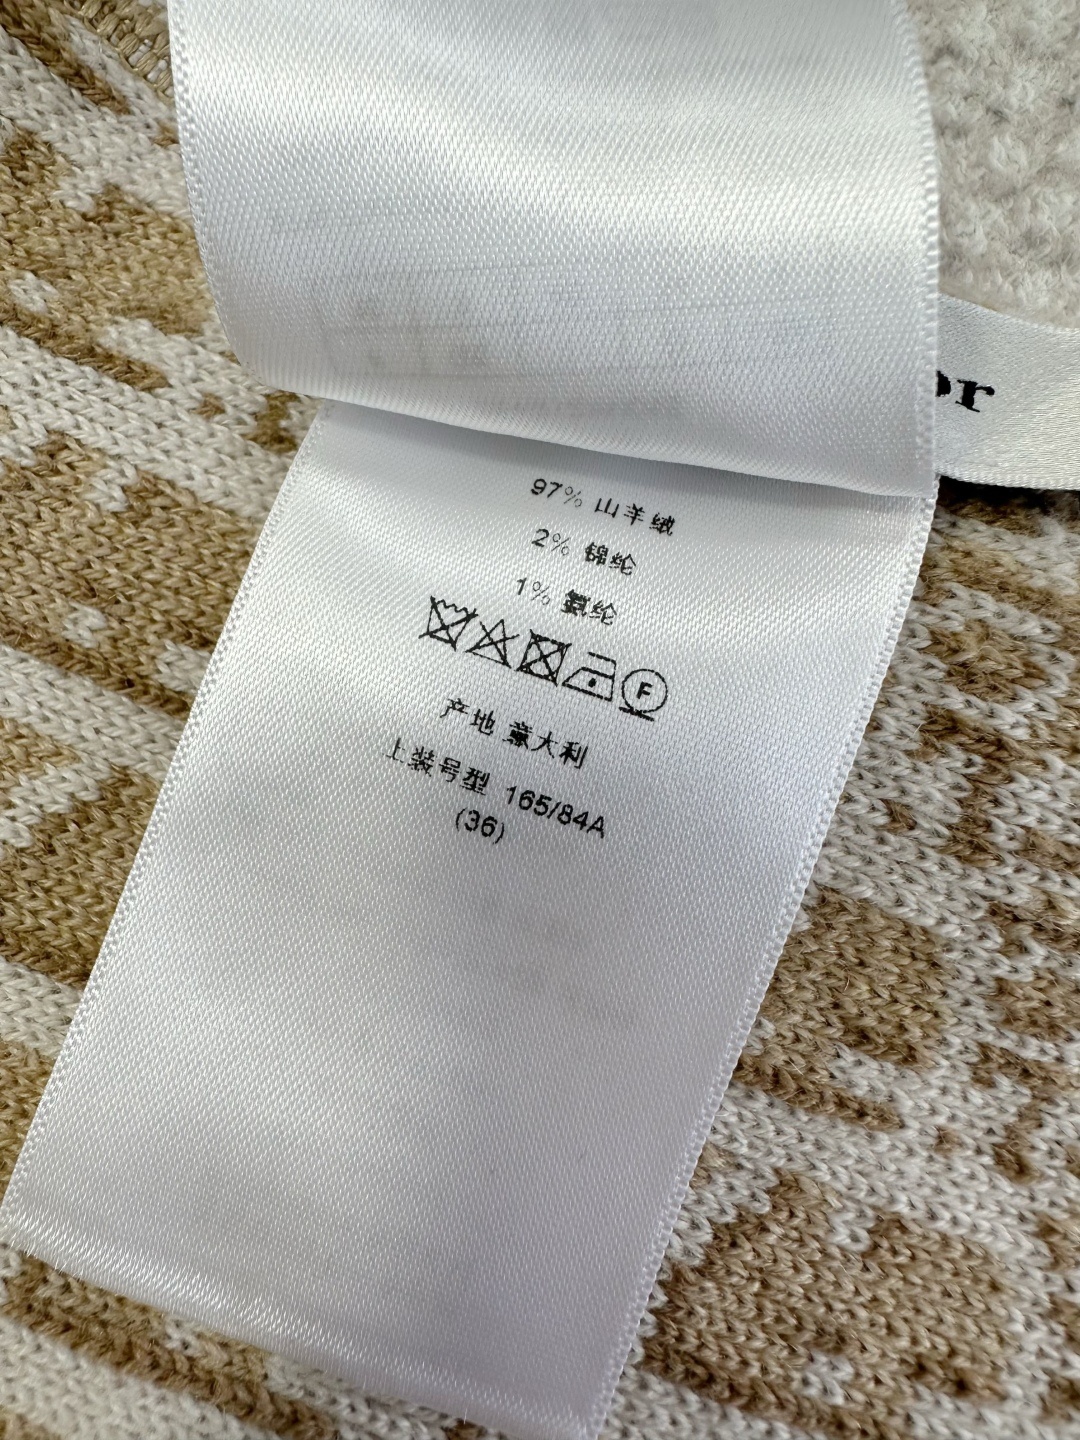 or
97% 山羊绒
2% 锦纶
1% 氨纶
F
产地 意大利
上装号型 165/84A
(36)